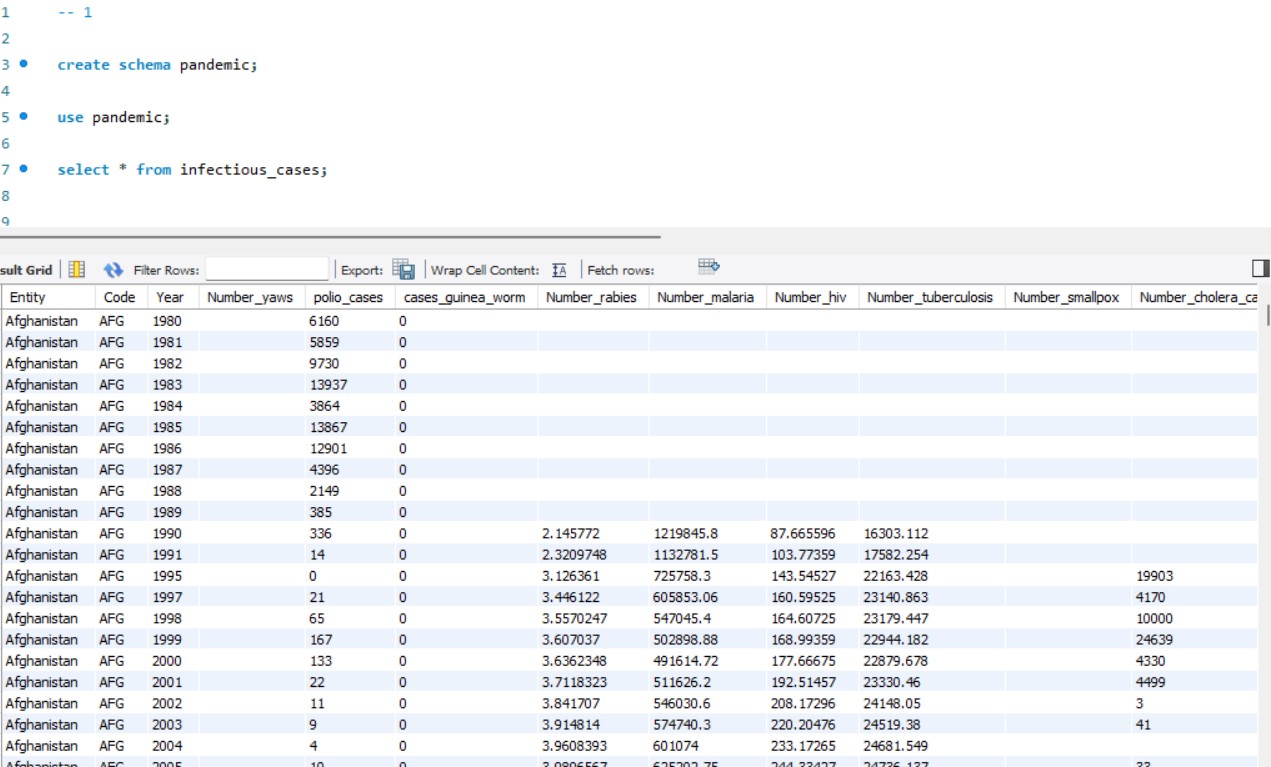 1 -- 1
2
3 create schema pandemic;
4
5 use pandemic;
6
7 select * from infectious_cases;
8
9
sult Grid Filter Rows: Export: Wrap Cell Content: Fetch rows:
Entity Code Year Number_yaws polio_cases cases_guinea_worm Number_rabies Number_malaria Number_hiv Number_tuberculosis Number_smallpox Number_cholera_ca
Afghanistan AFG 1980 6160 0
Afghanistan AFG 1981 5859 0
Afghanistan AFG 1982 9730 0
Afghanistan AFG 1983 13937 0
Afghanistan AFG 1984 3864 0
Afghanistan AFG 1985 13867 0
Afghanistan AFG 1986 12901 0
Afghanistan AFG 1987 4396 0
Afghanistan AFG 1988 2149 0
Afghanistan AFG 1989 385 0
Afghanistan AFG 1990 336 0 2.145772 1219845.8 87.665596 16303.112
Afghanistan AFG 1991 14 0 2.3209748 1132781.5 103.77359 17582.254
Afghanistan AFG 1995 0 0 3.126361 725758.3 143.54527 22163.428 19903
Afghanistan AFG 1997 21 0 3.446122 605853.06 160.59525 23140.863 4170
Afghanistan AFG 1998 65 0 3.5570247 547045.4 164.60725 23179.447 10000
Afghanistan AFG 1999 167 0 3.607037 502898.88 168.99359 22944.182 24639
Afghanistan AFG 2000 133 0 3.6362348 491614.72 177.66675 22879.678 4330
Afghanistan AFG 2001 22 0 3.7118323 511626.2 192.51457 23330.46 4499
Afghanistan AFG 2002 11 0 3.841707 546030.6 208.17296 24148.05 3
Afghanistan AFG 2003 9 0 3.914814 574740.3 220.20476 24519.38 41
Afghanistan AFG 2004 4 0 3.9608393 601074 233.17265 24681.549
Afghanistan AFG 2005 10 0